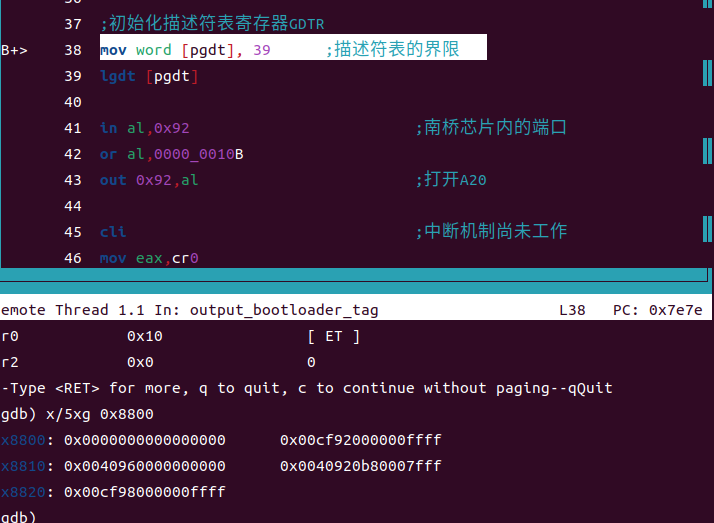 37 ;初始化描述符表寄存器GDTR
B+> 38 mov word [pgdt], 39 ;描述符表的界限
39 lgdt [pgdt]
40
41 in al,0x92 ;南桥芯片内的端口
42 or al,0000_0010B
43 out 0x92,al ;打开A20
44
45 cli ;中断机制尚未工作
46 mov eax,cr0
emote Thread 1.1 In: output_bootloader_tag L38 PC: 0x7e7e
r0 0x10 [ ET ]
r2 0x0 0
-Type <RET> for more, q to quit, c to continue without paging--qQuit
gdb) x/5xg 0x8800
x8800: 0x0000000000000000 0x00cf92000000ffff
x8810: 0x0040960000000000 0x0040920b80007fff
x8820: 0x00cf98000000ffff
gdb)